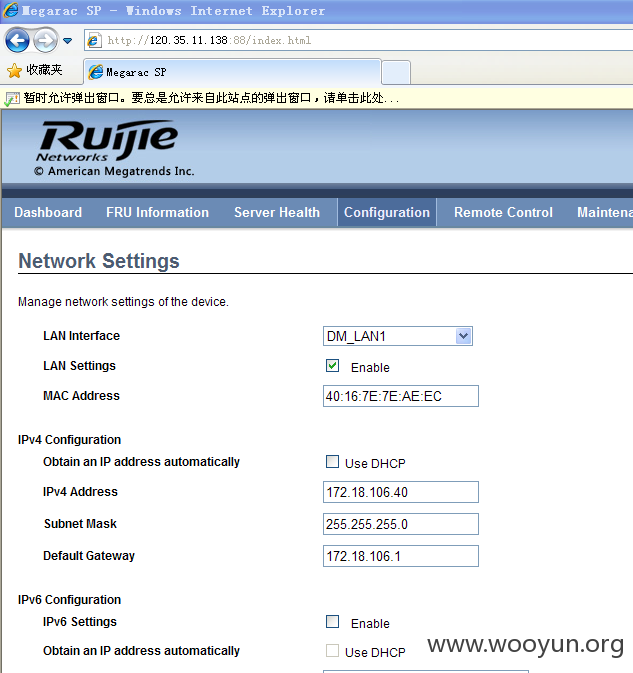 Megarac SP - Windows Internet Explorer
http://120.35.11.138:88/index.html
收藏夹
Megarac SP
暂时允许弹出窗口。要总是允许来自此站点的弹出窗口，请单击此处...
Ruijie
Networks
© American Megatrends Inc.
Dashboard FRU Information Server Health Configuration Remote Control Maintena
Network Settings
Manage network settings of the device.
LAN Interface DM_LAN1
LAN Settings Enable
MAC Address 40:16:7E:7E:AE:EC
IPv4 Configuration
Obtain an IP address automatically Use DHCP
IPv4 Address 172.18.106.40
Subnet Mask 255.255.255.0
Default Gateway 172.18.106.1
IPv6 Configuration
IPv6 Settings Enable
Obtain an IP address automatically Use DHCP
www.wooyun.org